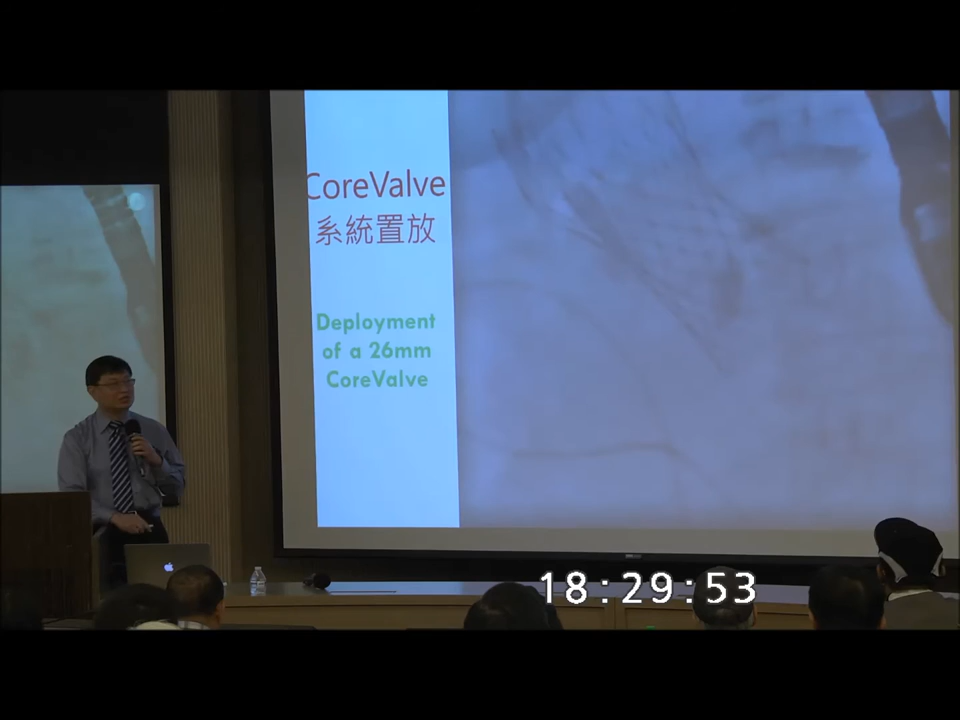 CoreValve
系統置放
Deployment
of a 26mm
CoreValve
18:29:53